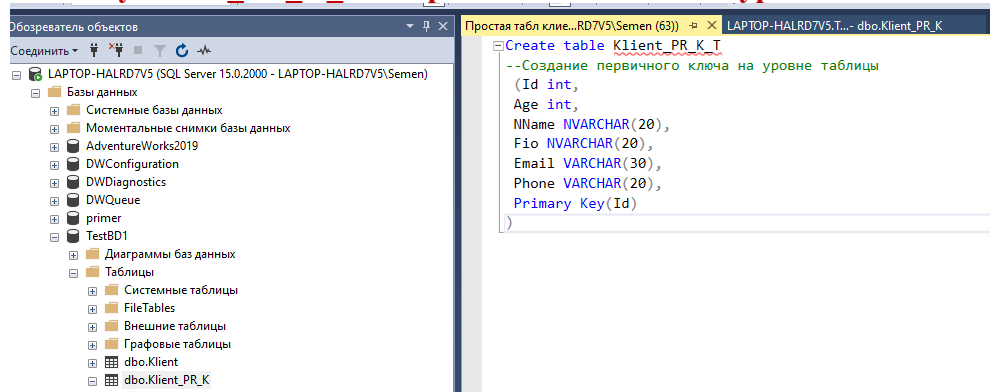 Обозреватель объектов
Соединить
LAPTOP-HALRD7V5 (SQL Server 15.0.2000 - LAPTOP-HALRD7V5\Semen)
Базы данных
Системные базы данных
Моментальные снимки базы данных
AdventureWorks2019
DWConfiguration
DWDiagnostics
DWQueue
primer
TestBD1
Диаграммы баз данных
Таблицы
Системные таблицы
FileTables
Внешние таблицы
Графовые таблицы
dbo.Klient
dbo.Klient_PR_K
Простая табл клие...RD7V5\Semen (63))
LAPTOP-HALRD7V5.T...- dbo.Klient_PR_K
Create table Klient_PR_K_T
--Создание первичного ключа на уровне таблицы
(Id int,
Age int,
NName NVARCHAR(20),
Fio NVARCHAR(20),
Email VARCHAR(30),
Phone VARCHAR(20),
Primary Key(Id)
)